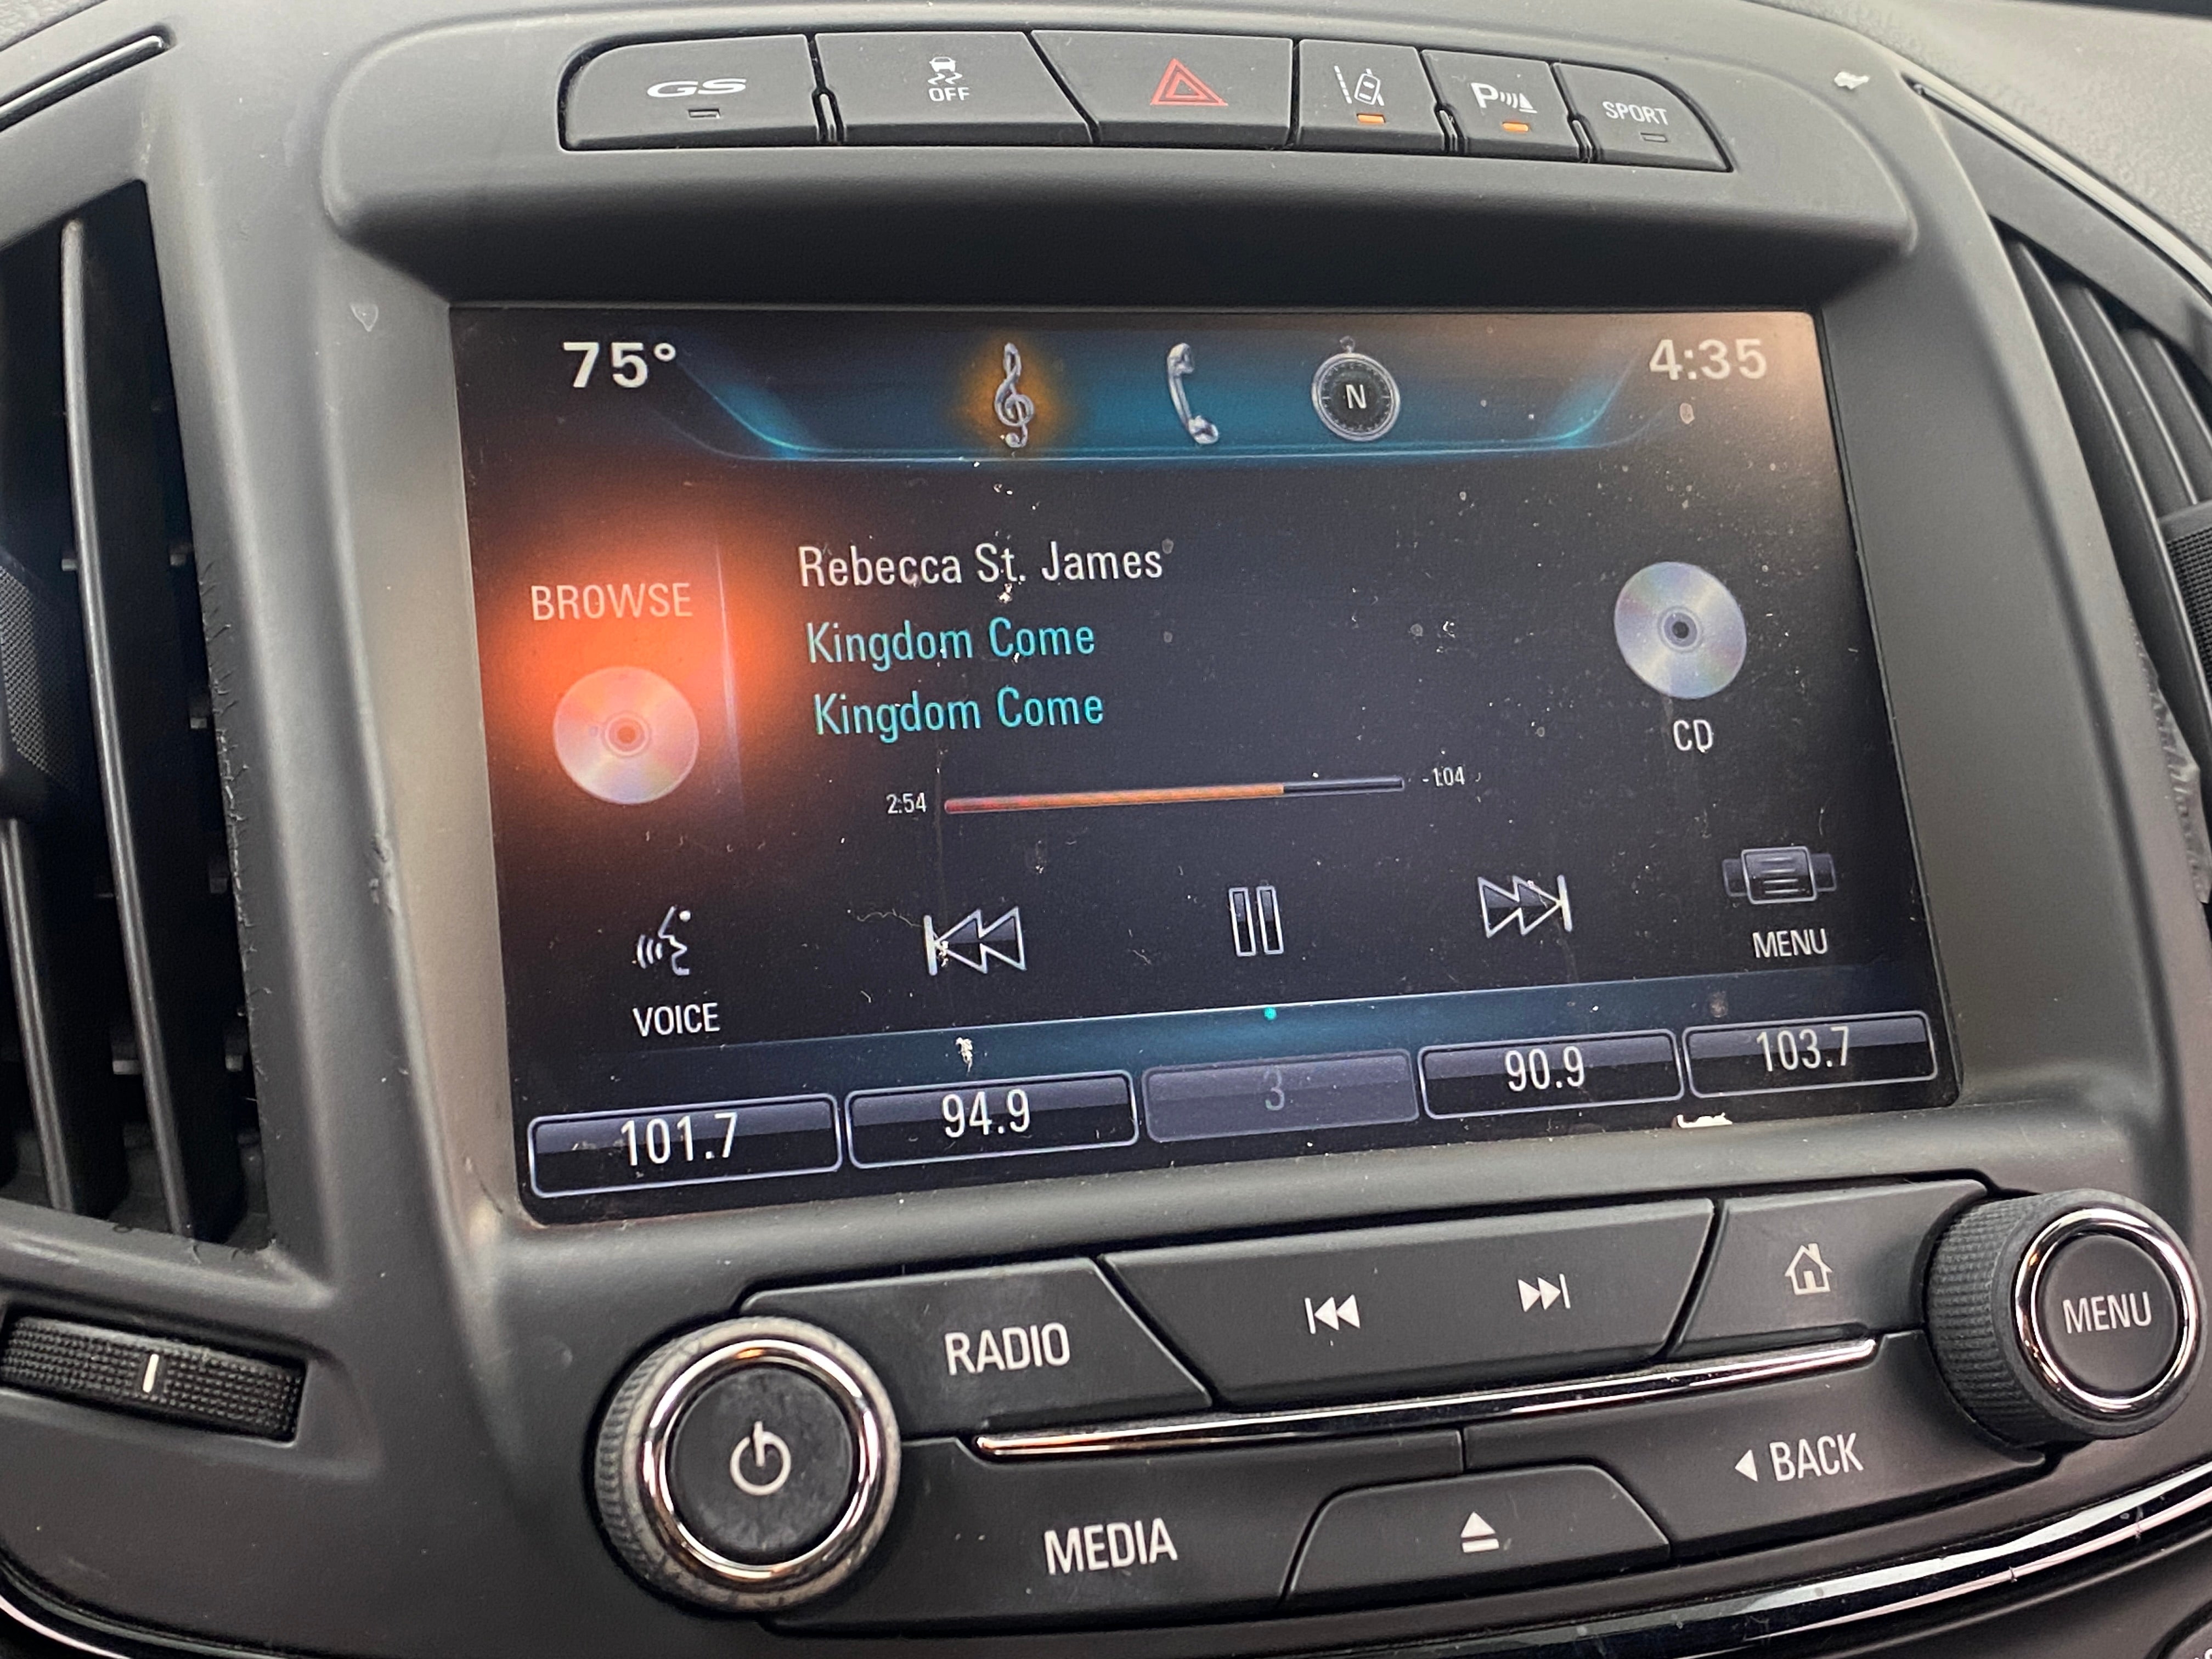 GS
OFF
P
SPORT
75°
N
4:35
Rebecca St. James
BROWSE
Kingdom Come
Kingdom Come
CD
2:54
-1:04
VOICE
MENU
101.7
94.9
3
90.9
103.7
RADIO
MENU
MEDIA
BACK